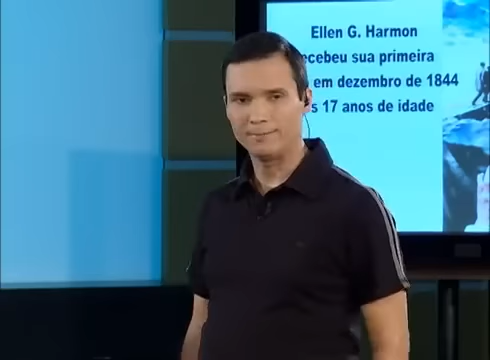 Ellen G. Harmon
ecebeu sua primeira
em dezembro de 1844
s 17 anos de idade